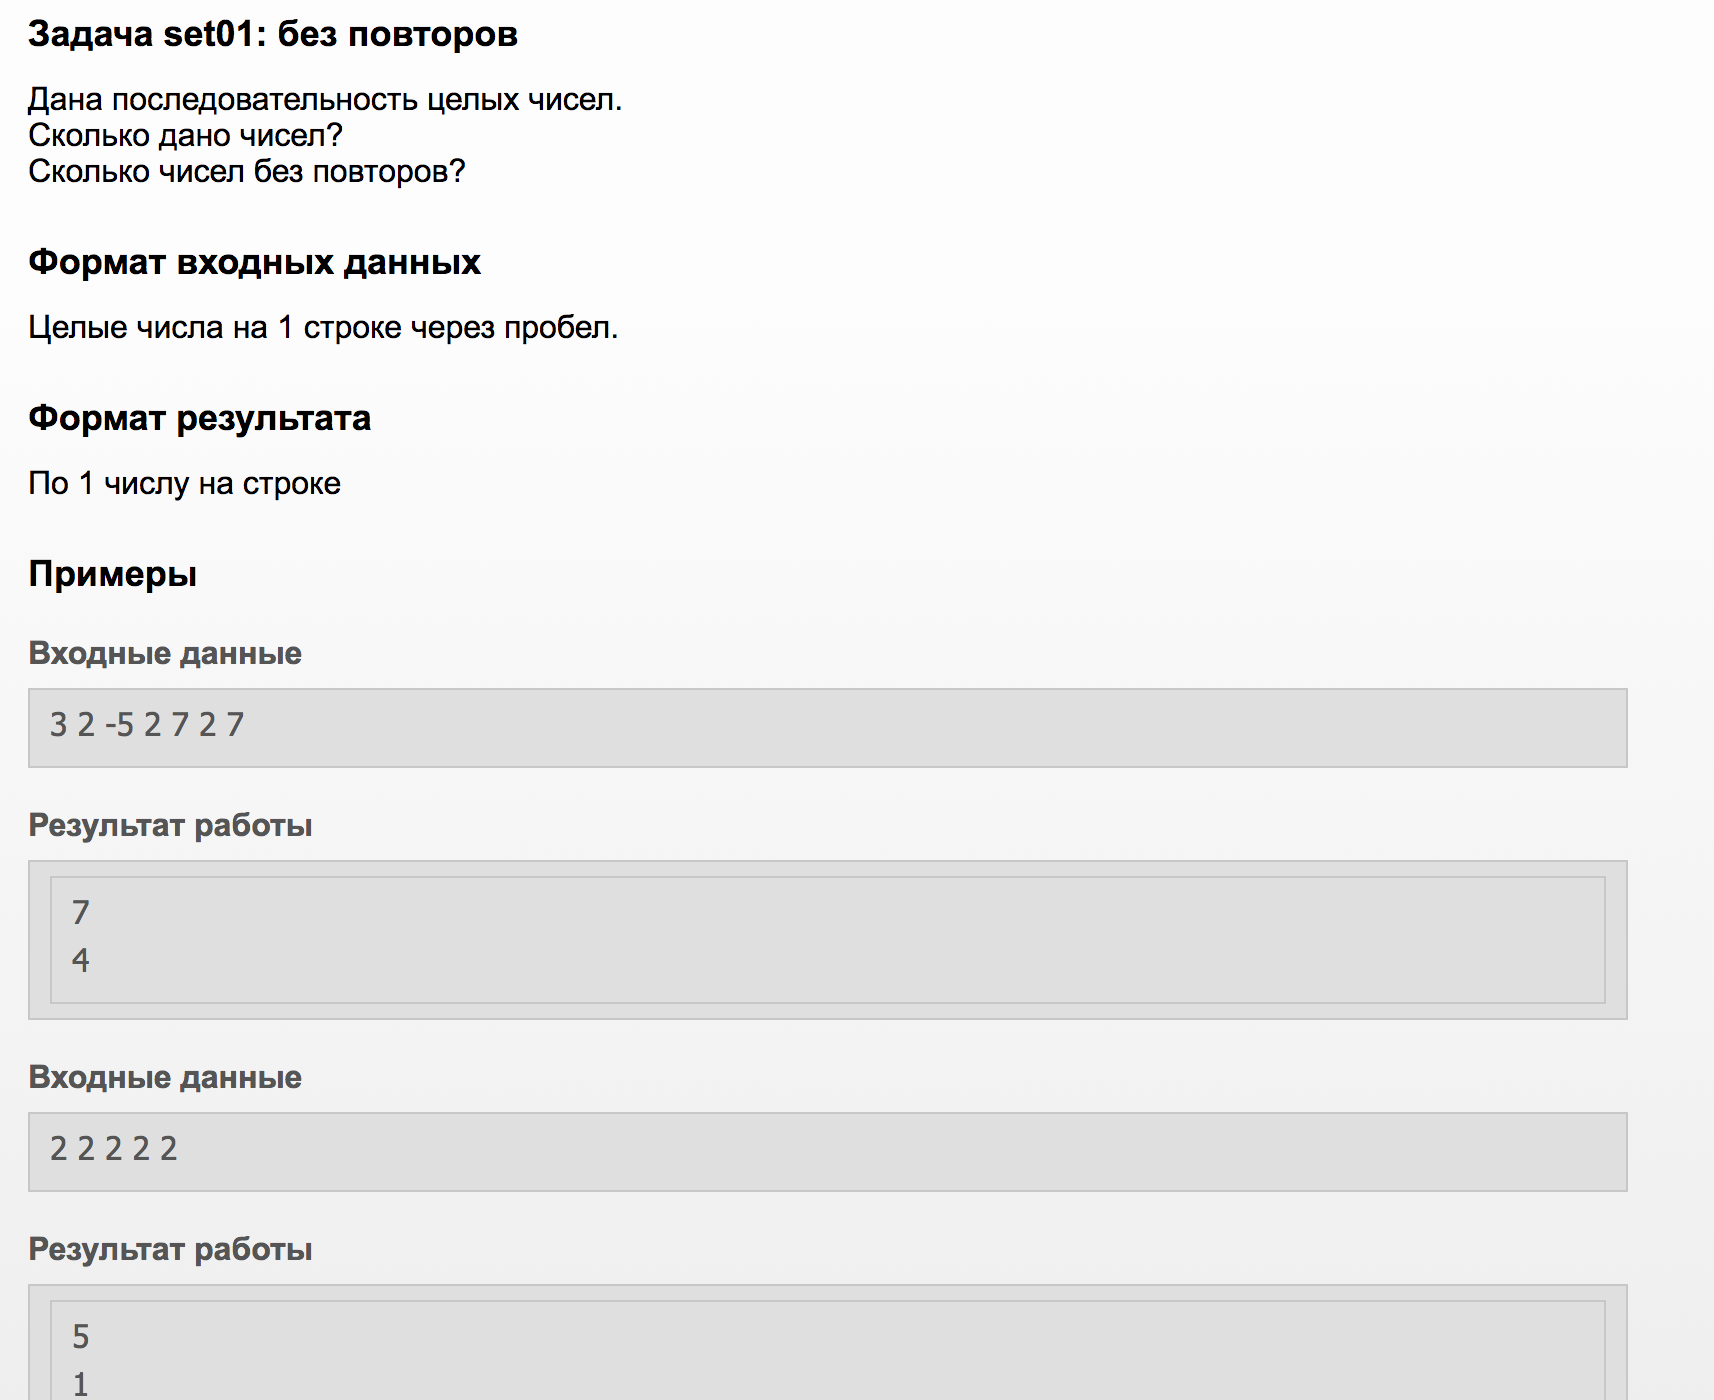 Задача set01: без повторов
Дана последовательность целых чисел.
Сколько дано чисел?
Сколько чисел без повторов?
Формат входных данных
Целые числа на 1 строке через пробел.
Формат результата
По 1 числу на строке
Примеры
Входные данные
3 2 -5 2 7 2 7
Результат работы
7
4
Входные данные
2 2 2 2 2
Результат работы
5
1